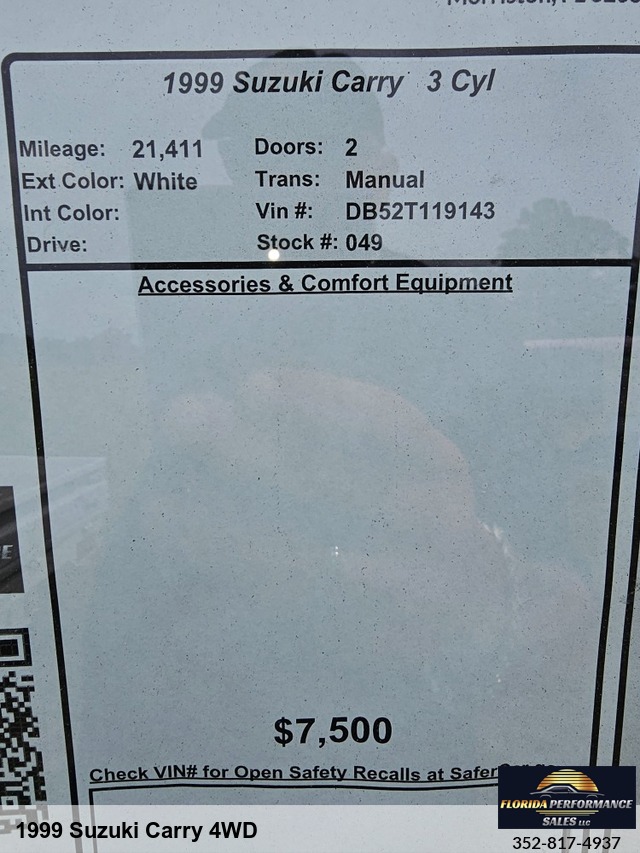 1999 Suzuki Carry 3 Cyl
Mileage: 21,411 Doors: 2
Ext Color: White Trans: Manual
Int Color: Vin #: DB52T119143
Drive: Stock #: 049
Accessories & Comfort Equipment
$7,500
Check VIN# for Open Safety Recalls at
FLORIDA PERFORMANCE
SALES LLC
1999 Suzuki Carry 4WD
352-817-4937